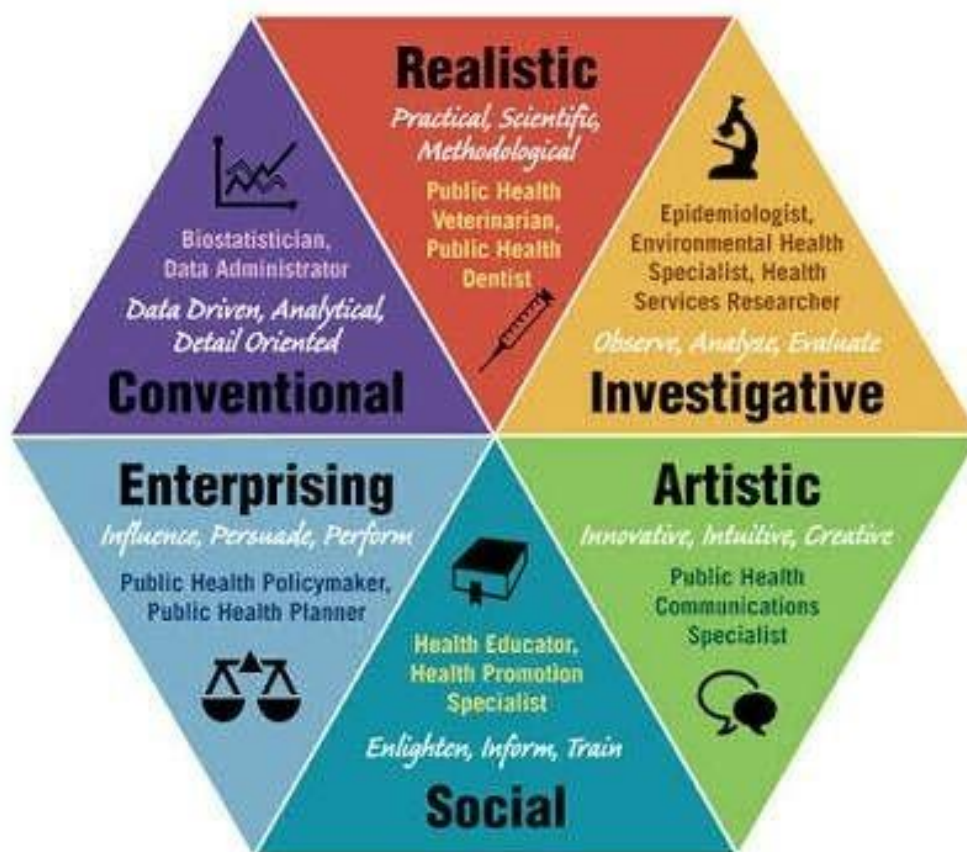 Realistic
Practical, Scientific,
Methodological
Public Health
Veterinarian,
Public Health
Dentist
Epidemiologist,
Environmental Health
Specialist, Health
Services Researcher
Observe, Analyze, Evaluate
Investigative
Biostatistician,
Data Administrator
Data Driven, Analytical,
Detail Oriented
Conventional
Enterprising
Influence, Persuade, Perform
Public Health Policymaker,
Public Health Planner
Health Educator,
Health Promotion
Specialist
Enlighten, Inform, Train
Social
Artistic
Innovative, Intuitive, Creative
Public Health
Communications
Specialist